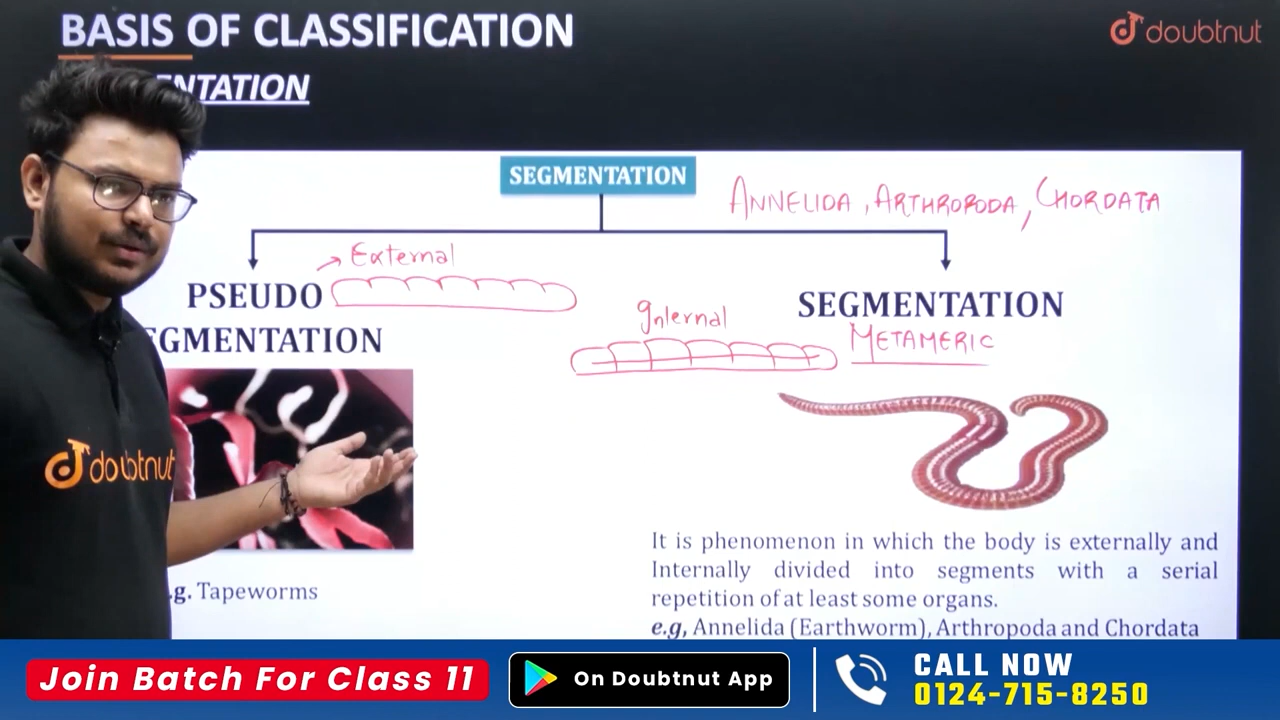 BASIS OF CLASSIFICATION
doubtnut
NTATION
SEGMENTATION
ANNELIDA, ARTHROPODA, CHORDATA
External
PSEUDO
SEGMENTATION
Internal
GMENTATION
METAMERIC
doubtnut
It is phenomenon in which the body is externally and
Internally divided into segments with a serial
repetition of at least some organs.
.g. Tapeworms
e.g, Annelida (Earthworm), Arthropoda and Chordata
Join Batch For Class 11
On Doubtnut App
CALL NOW
0124-715-8250